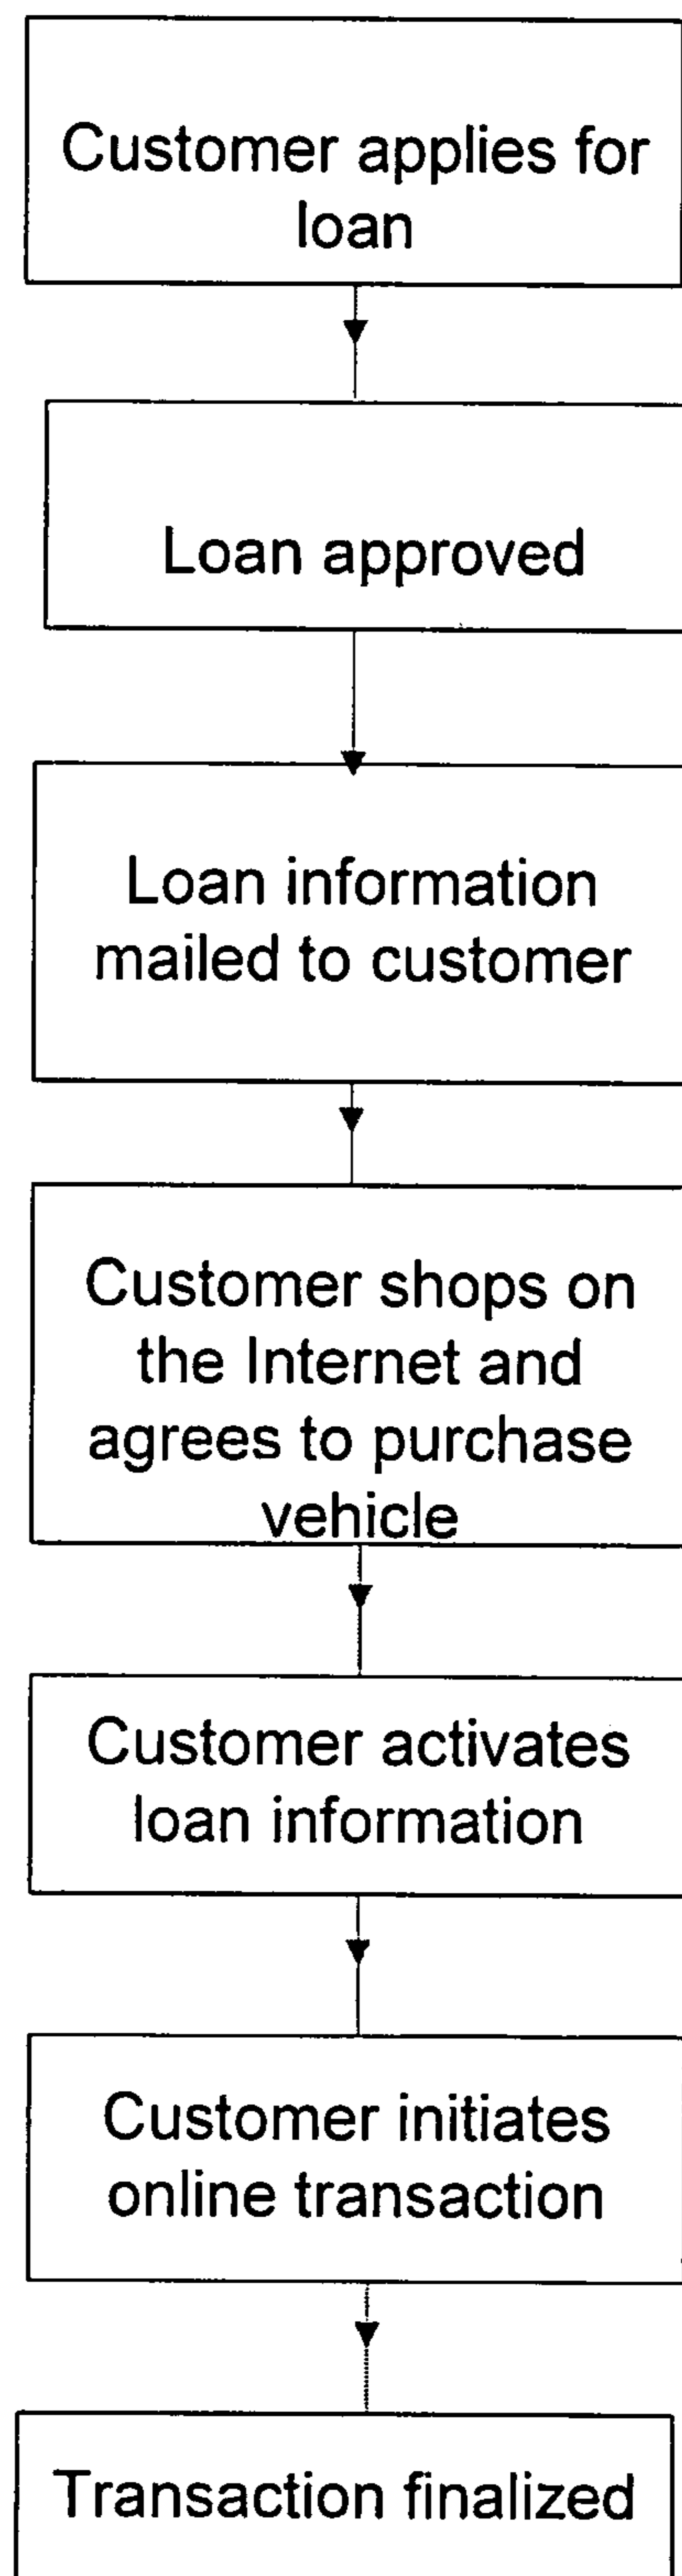 Customer applies for
loan
Loan approved
Loan information
mailed to customer
Customer shops on
the Internet and
agrees to purchase
vehicle
Customer activates
loan information
Customer initiates
online transaction
Transaction finalized